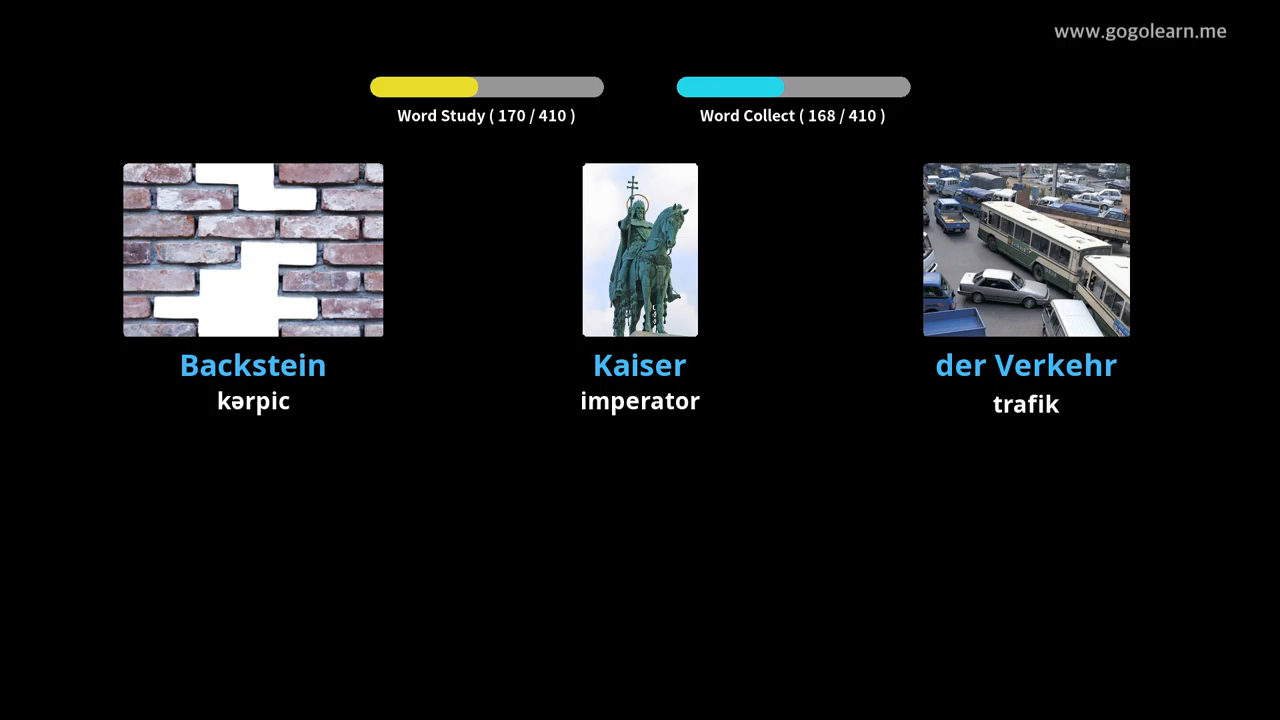 www.gogolearn.me
Word Study ( 170 / 410 )
Word Collect ( 168 / 410 )
Backstein
kərpic
Kaiser
imperator
der Verkehr
trafik